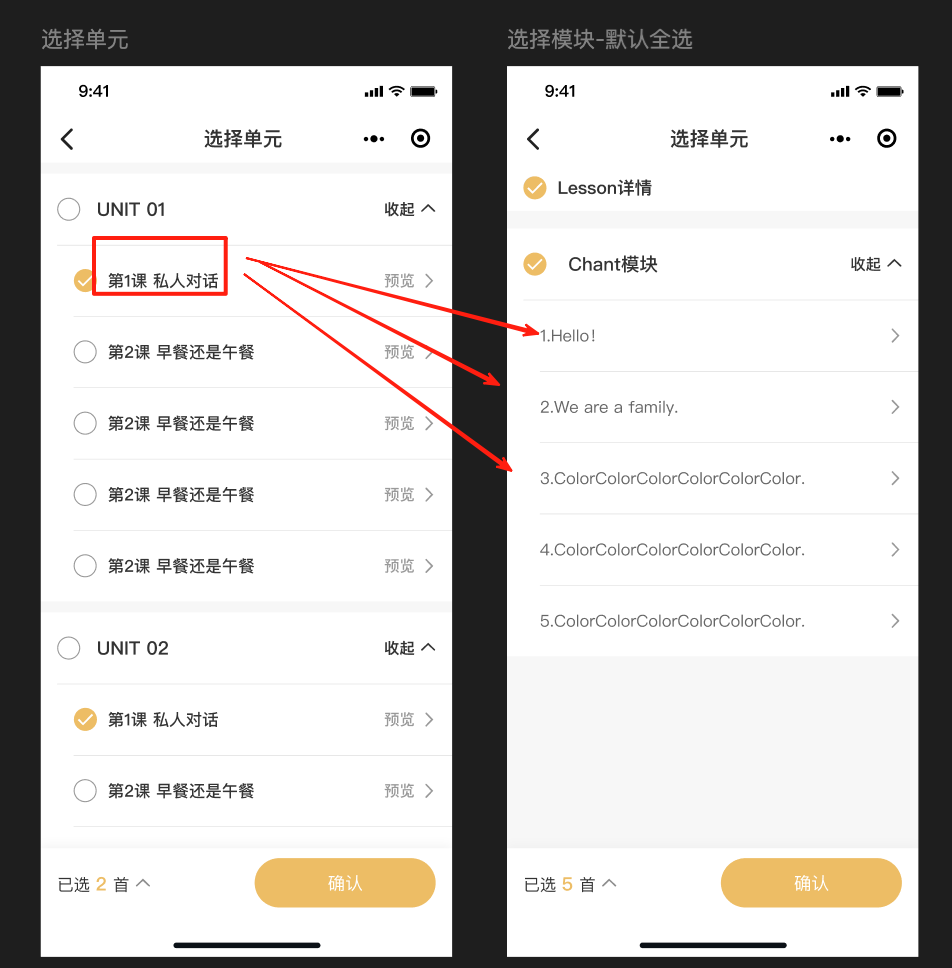 选择单元
9:41
选择单元
UNIT 01 收起
第1课 私人对话 预览
第2课 早餐还是午餐 预览
第2课 早餐还是午餐 预览
第2课 早餐还是午餐 预览
第2课 早餐还是午餐 预览
UNIT 02 收起
第1课 私人对话 预览
第2课 早餐还是午餐 预览
已选 2 首 确认
选择模块-默认全选
9:41
选择单元
Lesson详情
Chant模块 收起
1.Hello!
2.We are a family.
3.ColorColorColorColorColorColor.
4.ColorColorColorColorColorColor.
5.ColorColorColorColorColorColor.
已选 5 首 确认